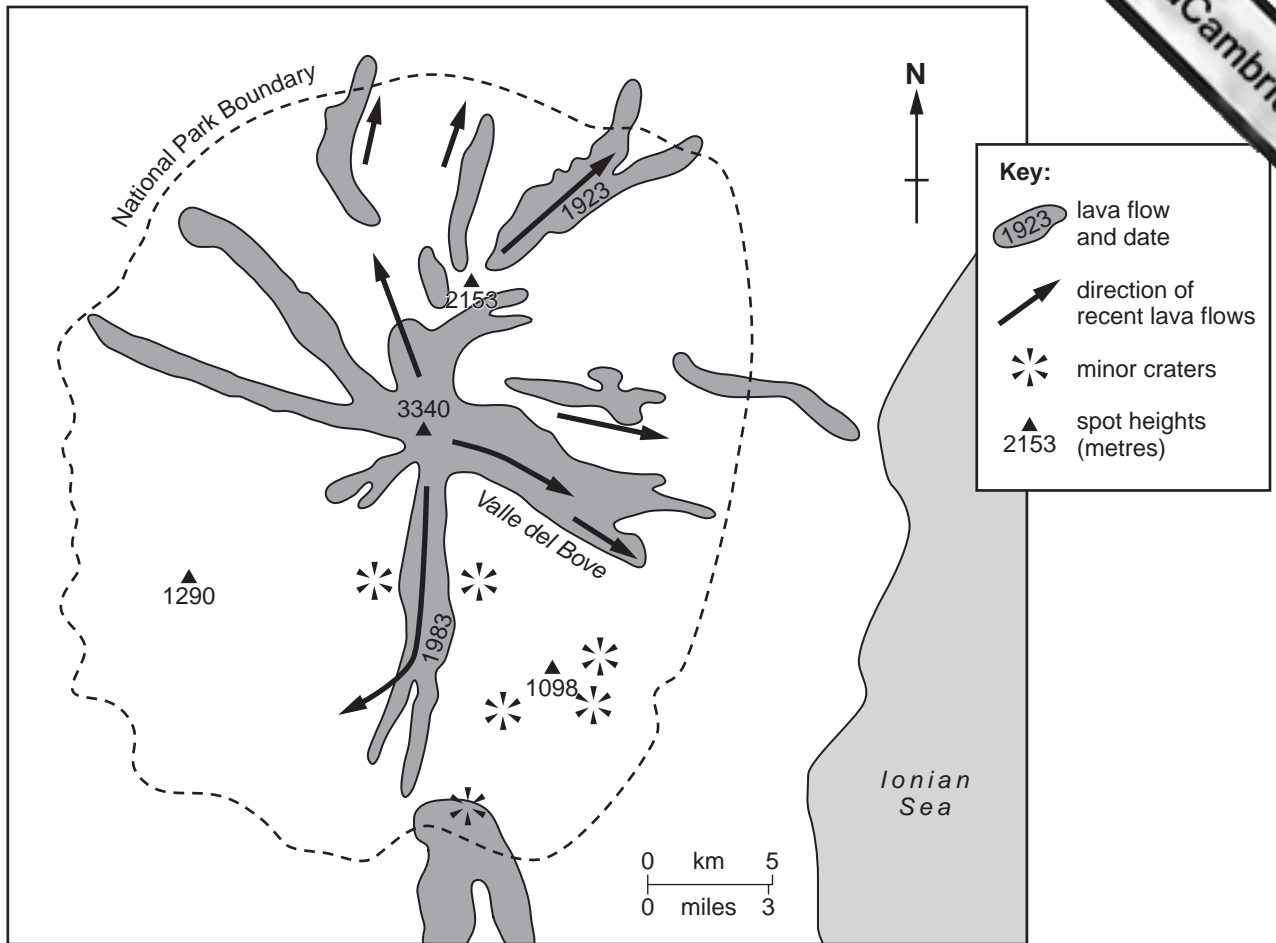 National Park Boundary
N
1923
2153
3340
Valle del Bove
1290
1983
1098
Ionian
Sea
0 km 5
0 miles 3
Key:
1923
lava flow
and date
direction of
recent lava flows
minor craters
2153
spot heights
(metres)